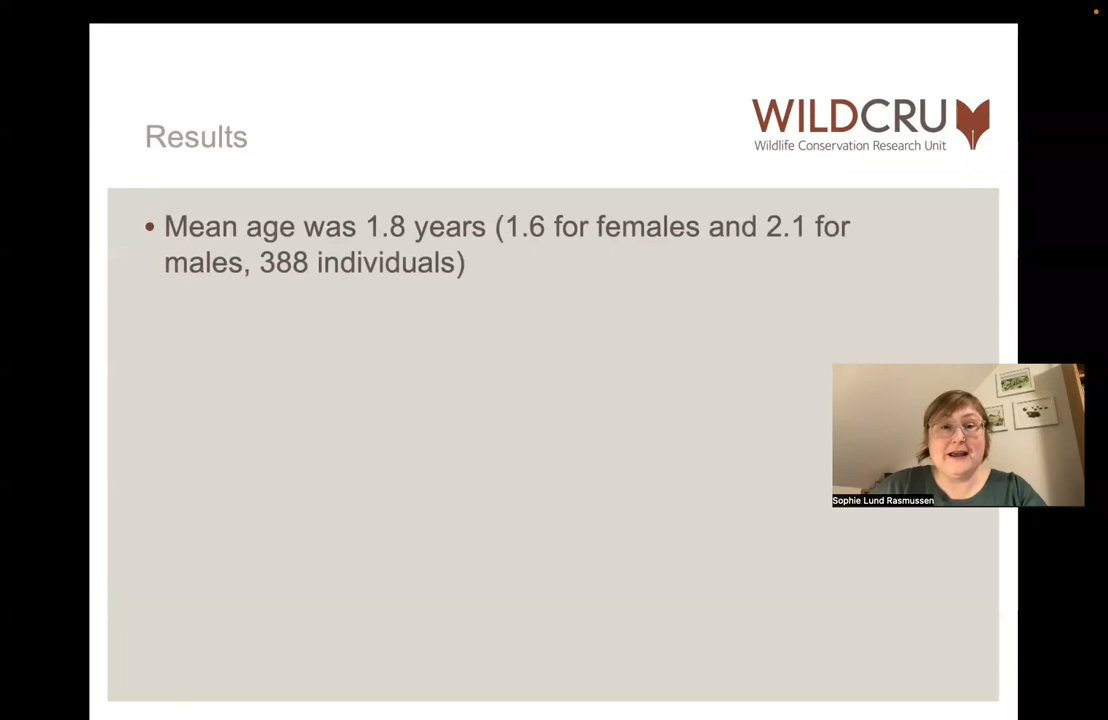 Results
WILDCRU
Wildlife Conservation Research Unit
• Mean age was 1.8 years (1.6 for females and 2.1 for
males, 388 individuals)
Sophie Lund Rasmussen